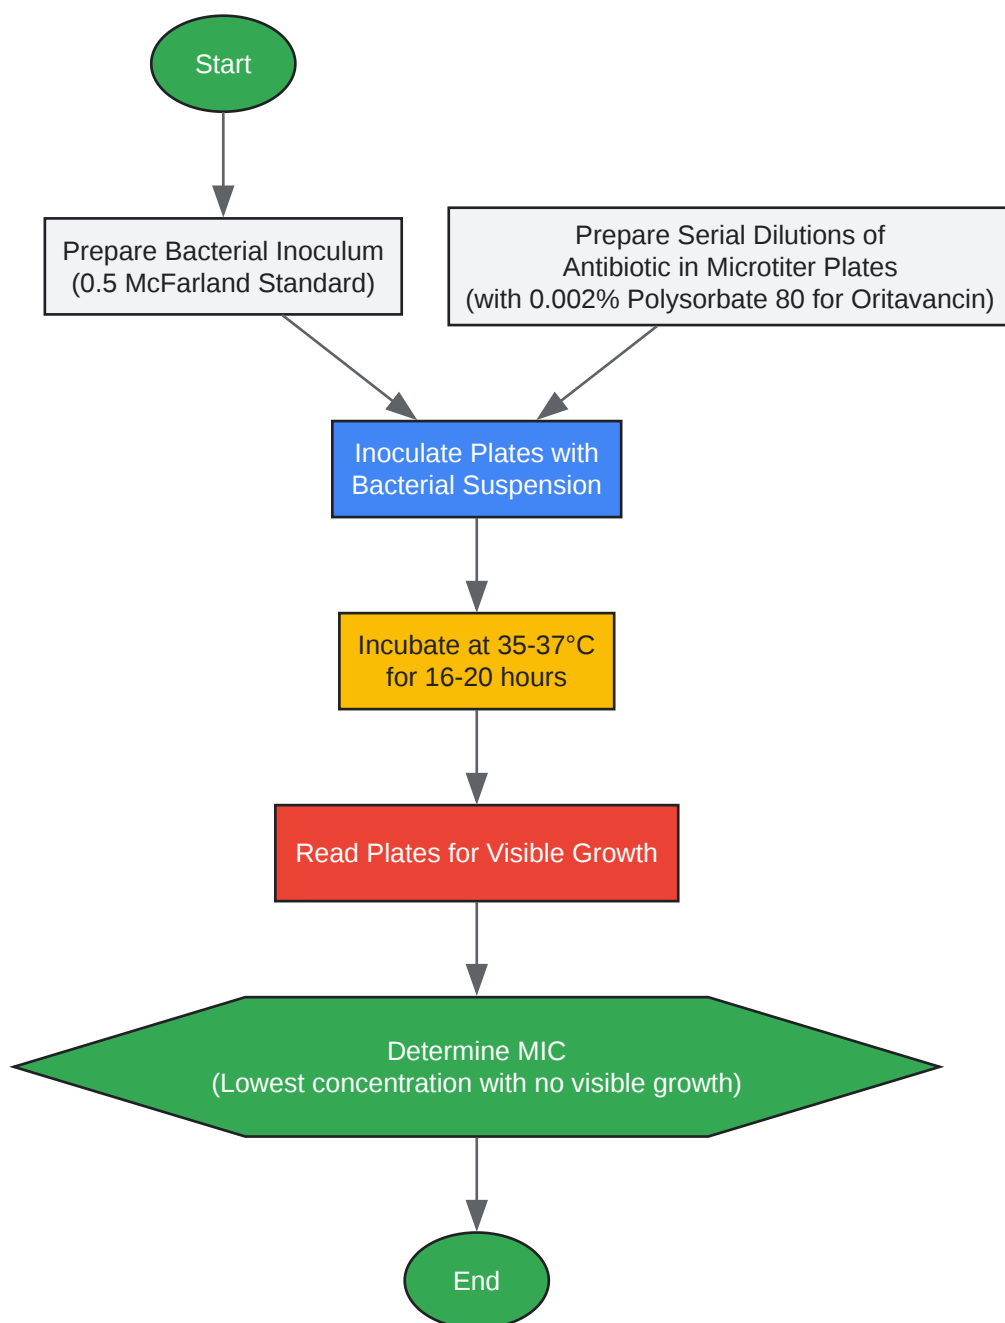 Start
Prepare Bacterial Inoculum
(0.5 McFarland Standard)
Prepare Serial Dilutions of
Antibiotic in Microtiter Plates
(with 0.002% Polysorbate 80 for Oritavancin)
Inoculate Plates with
Bacterial Suspension
Incubate at 35-37°C
for 16-20 hours
Read Plates for Visible Growth
Determine MIC
(Lowest concentration with no visible growth)
End